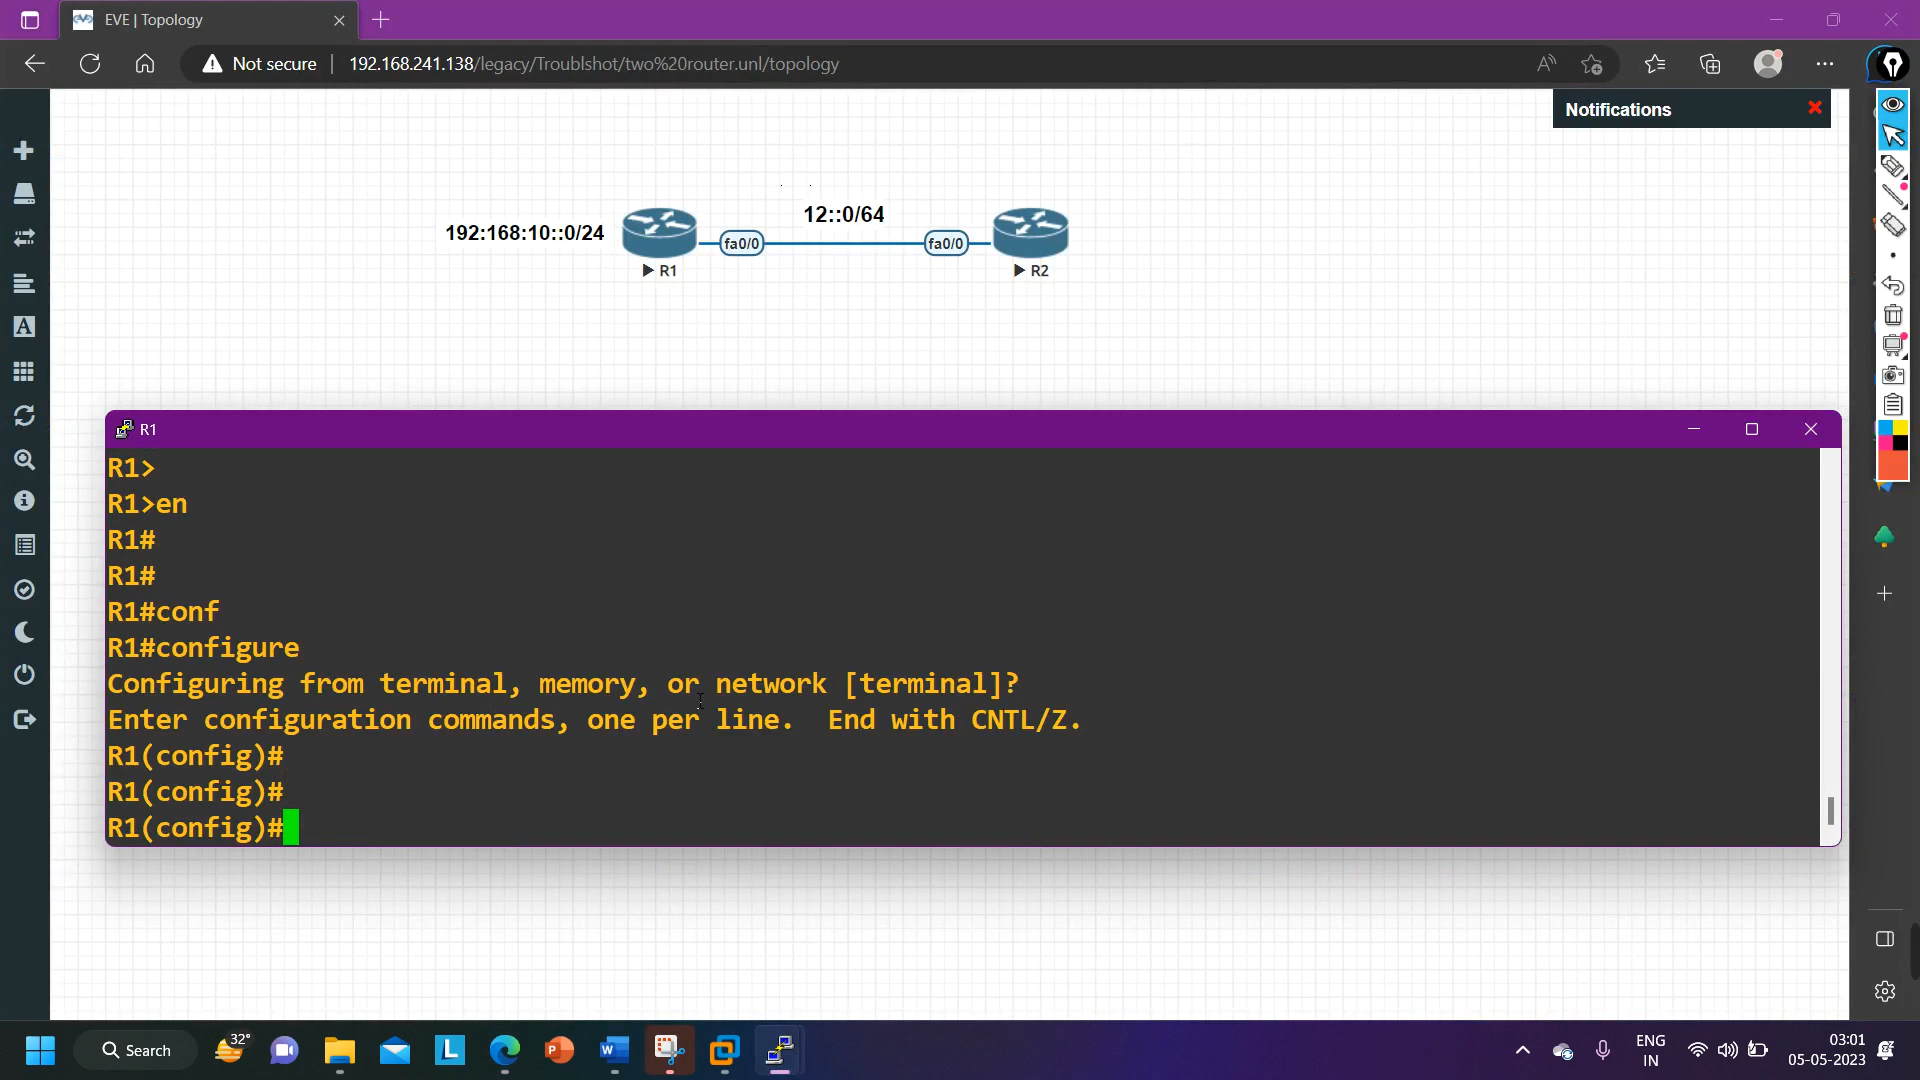 EVE | Topology
Not secure
192.168.241.138/legacy/Troublshot/two%20router.unl/topology
Notifications
12::0/64
192:168:10::0/24
fa0/0
fa0/0
R1
R2
R1
R1>
R1>en
R1#
R1#
R1#conf
R1#configure
Configuring from terminal, memory, or network [terminal]?
Enter configuration commands, one per line.  End with CNTL/Z.
R1(config)#
R1(config)#
R1(config)#
Search
32°
ENG
IN
03:01
05-05-2023